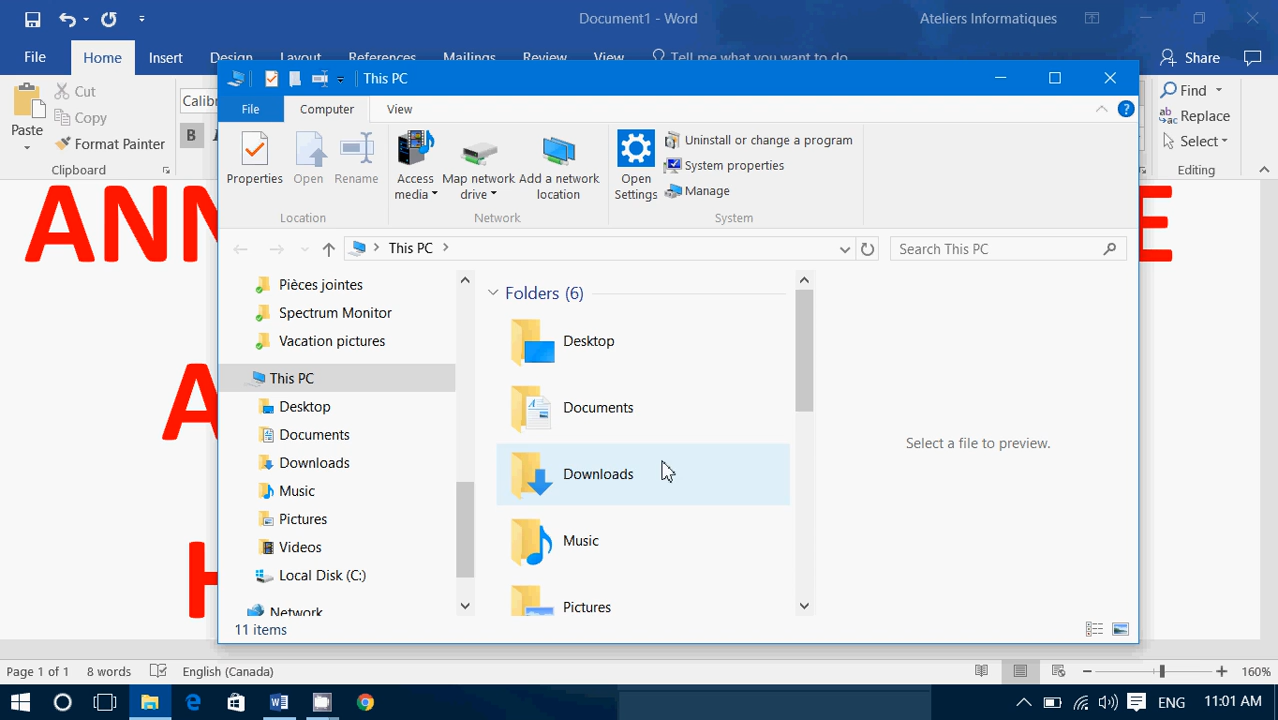 Document1 - Word
Ateliers Informatiques
File
Home
Insert
Design
Layout
References
Mailings
Review
View
Tell me what you want to do
Share
Paste
Cut
Copy
Format Painter
Clipboard
Calibr
B
Find
Replace
Select
Editing
This PC
File
Computer
View
Properties
Open
Rename
Location
Access media
Map network drive
Add a network location
Network
Open Settings
Uninstall or change a program
System properties
Manage
System
This PC
Search This PC
Pièces jointes
Spectrum Monitor
Vacation pictures
This PC
Desktop
Documents
Downloads
Music
Pictures
Videos
Local Disk (C:)
Network
Folders (6)
Desktop
Documents
Downloads
Music
Pictures
Select a file to preview.
11 items
ANN
E
A
H
Page 1 of 1
8 words
English (Canada)
160%
ENG
11:01 AM